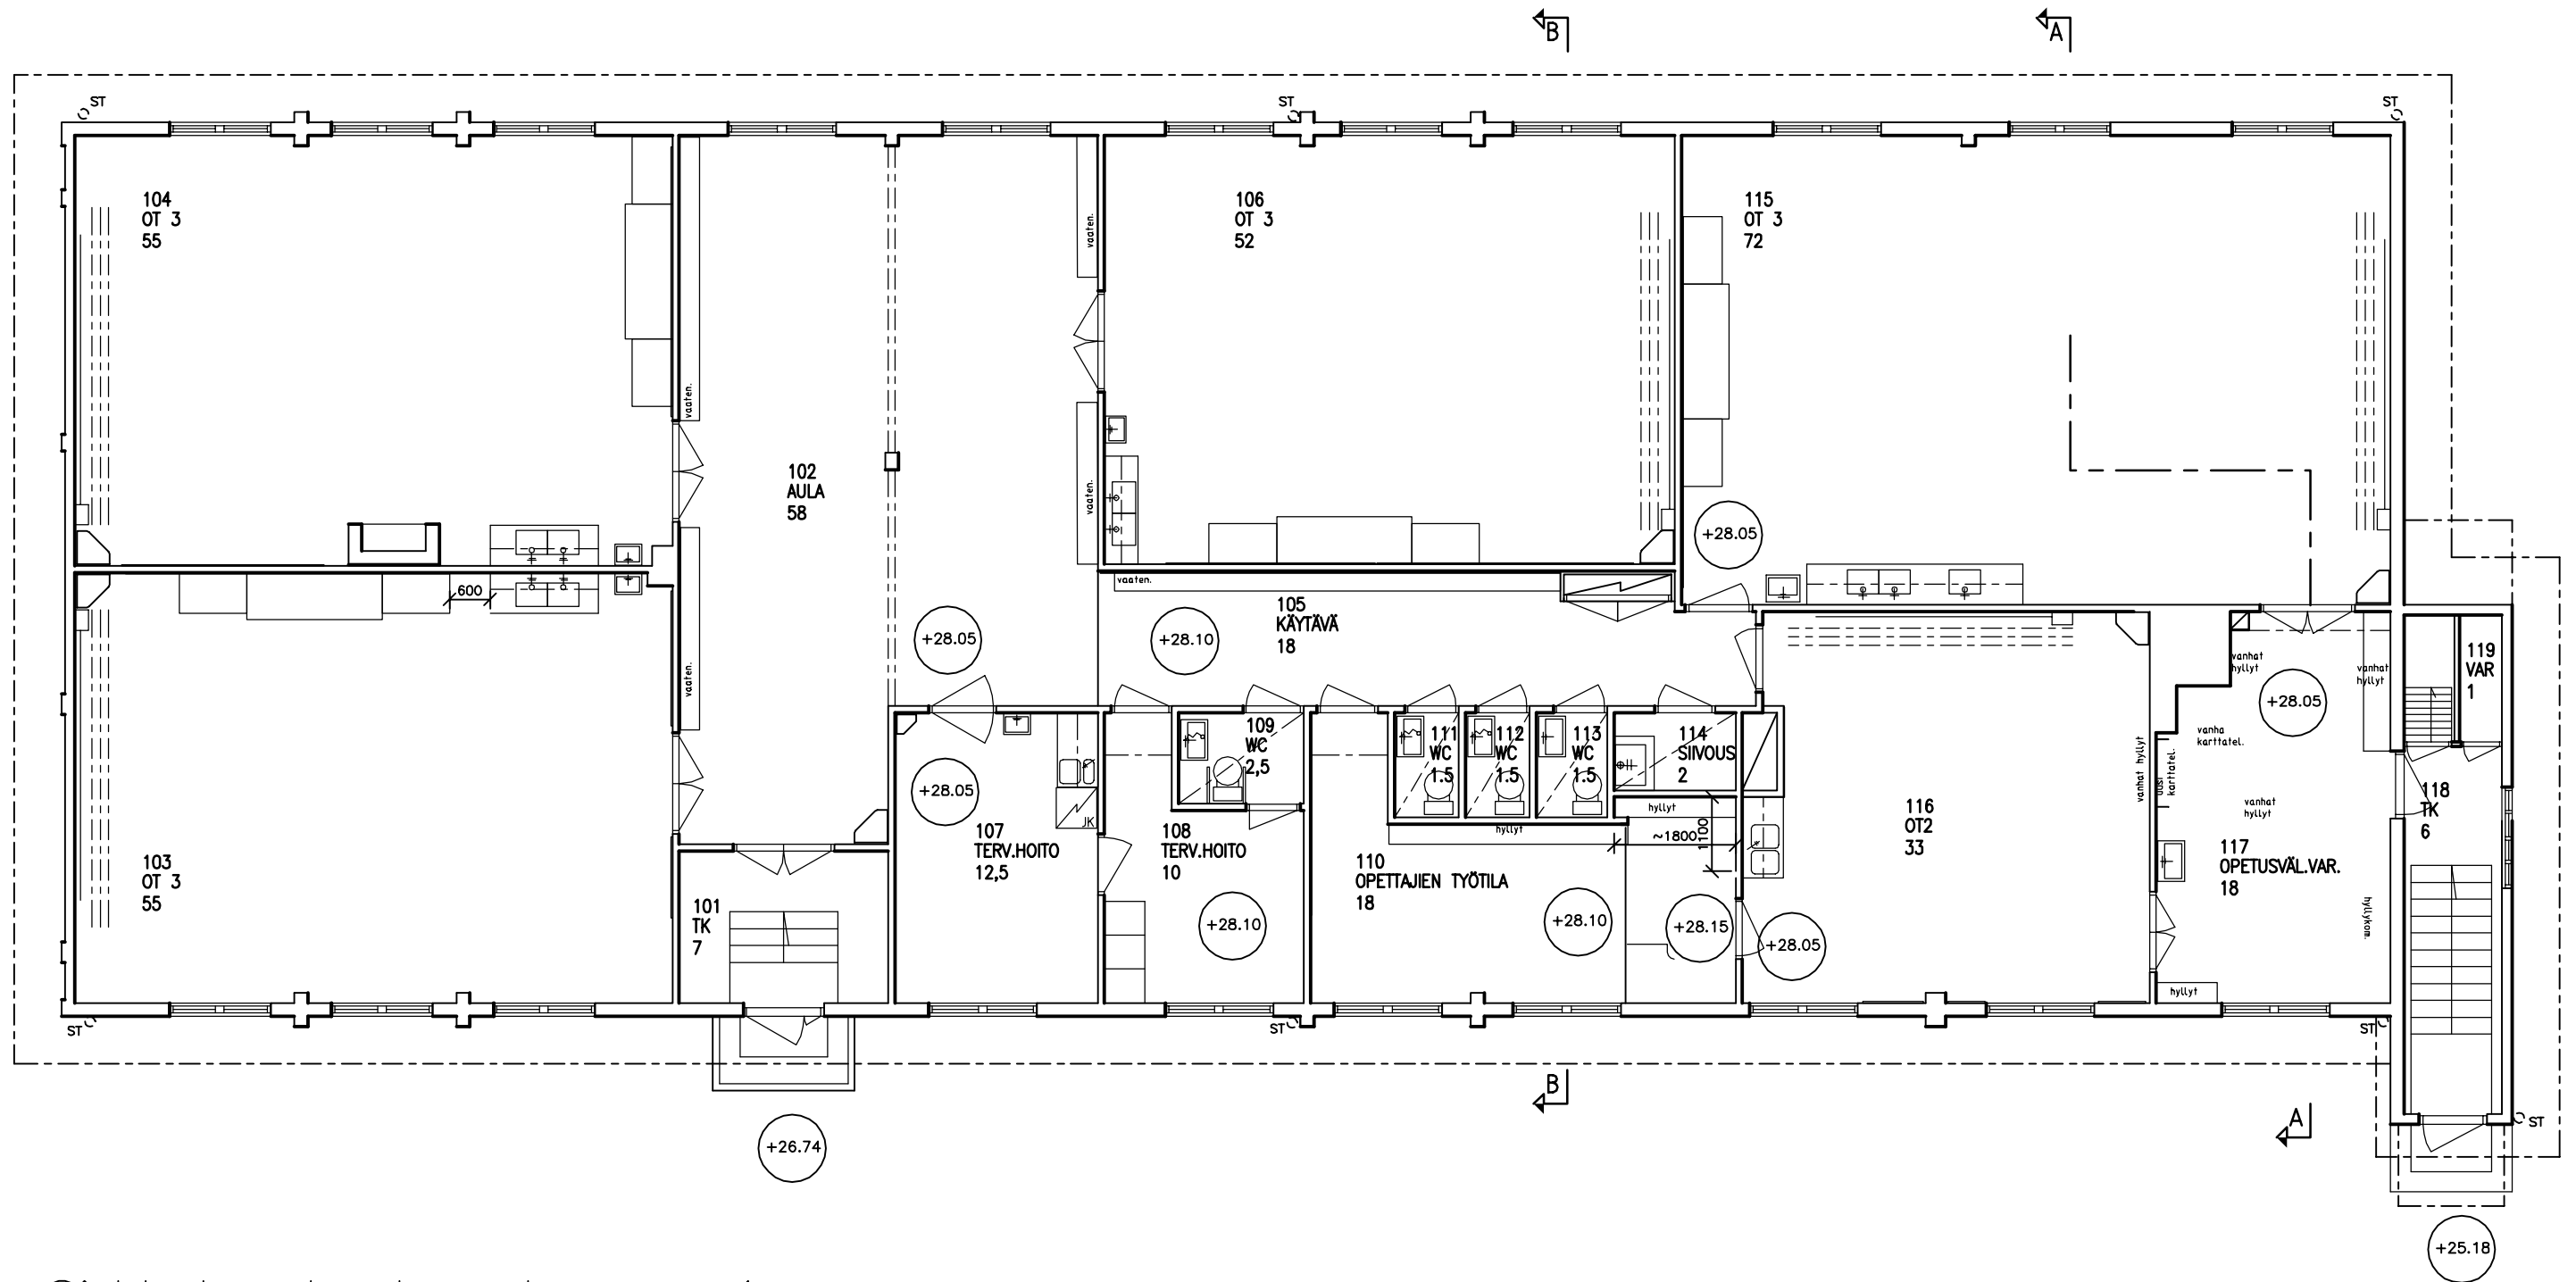 B
A
ST
ST
ST
104
OT 3
55
vaaten.
106
OT 3
52
115
OT 3
72
vaaten.
102
AULA
58
vaaten.
+28.05
600
vaaten.
105
KÄYTÄVÄ
18
+28.05
+28.10
vaaten.
vanhat
hyllyt
vanhat
hyllyt
119
VAR
1
+28.05
109
WC
2,5
111
WC
1.5
112
WC
1.5
113
WC
1.5
114
SIIVOUS
2
vanha
karttatel.
vanhat hyllyt
uusi
karttatel.
+28.05
JK
hyllyt
hyllyt
~1800
1100
vanhat
hyllyt
118
TK
6
107
TERV.HOITO
12,5
108
TERV.HOITO
10
116
OT2
33
117
OPETUSVÄL.VAR.
18
103
OT 3
55
110
OPETTAJIEN TYÖTILA
18
101
TK
7
+28.10
+28.10
+28.15
+28.05
hyllykom.
hyllyt
ST
ST
ST
B
A
ST
+26.74
+25.18